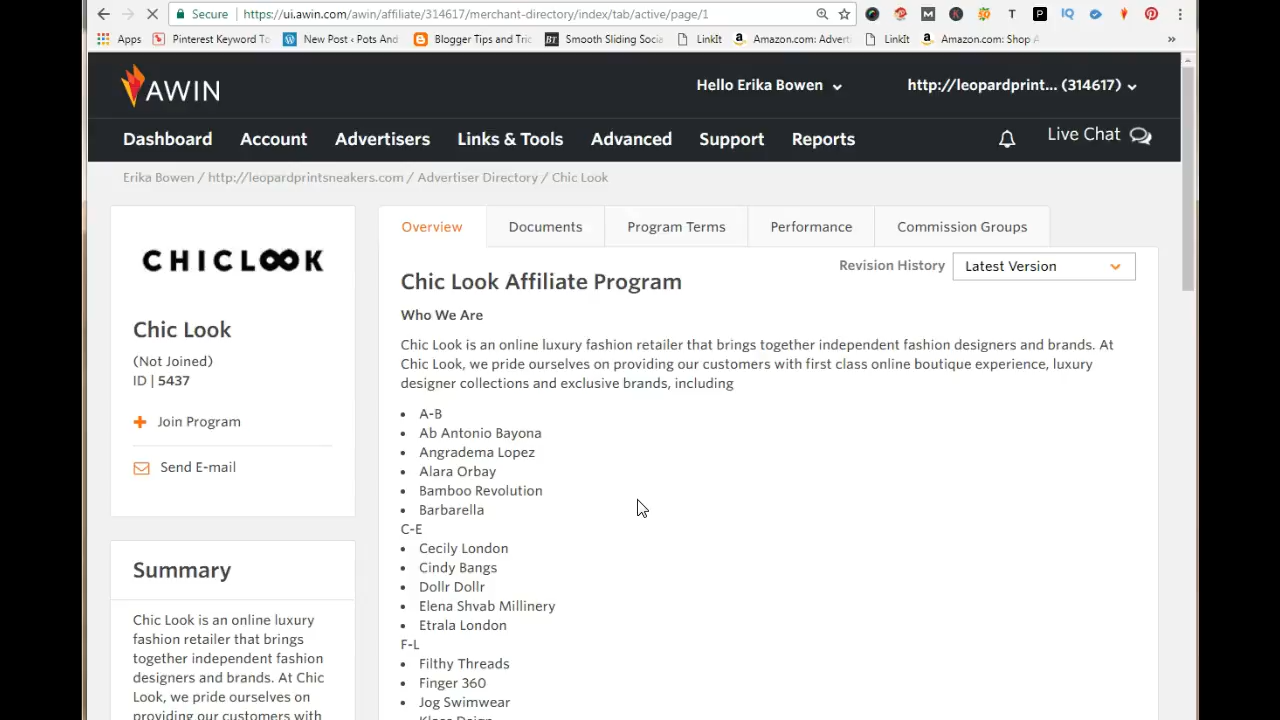 Secure https://ui.awin.com/awin/affiliate/314617/merchant-directory/index/tab/active/page/1
Apps Pinterest Keyword To New Post ‹ Pots And Blogger Tips and Tric Smooth Sliding Socia LinkIt Amazon.com: Advert LinkIt Amazon.com: Shop A »
AWIN
Hello Erika Bowen
http://leopardprint... (314617)
Dashboard Account Advertisers Links & Tools Advanced Support Reports Live Chat
Erika Bowen / http://leopardprintsneakers.com / Advertiser Directory / Chic Look
CHICLOOK
Chic Look
(Not Joined)
ID | 5437
+ Join Program
Send E-mail
Summary
Chic Look is an online luxury
fashion retailer that brings
together independent fashion
designers and brands. At Chic
Look, we pride ourselves on
providing our customers with
Overview Documents Program Terms Performance Commission Groups
Revision History Latest Version
Chic Look Affiliate Program
Who We Are
Chic Look is an online luxury fashion retailer that brings together independent fashion designers and brands. At
Chic Look, we pride ourselves on providing our customers with first class online boutique experience, luxury
designer collections and exclusive brands, including
• A-B
• Ab Antonio Bayona
• Angradema Lopez
• Alara Orbay
• Bamboo Revolution
• Barbarella
C-E
• Cecily London
• Cindy Bangs
• Dollr Dollr
• Elena Shvab Millinery
• Etrala London
F-L
• Filthy Threads
• Finger 360
• Jog Swimwear